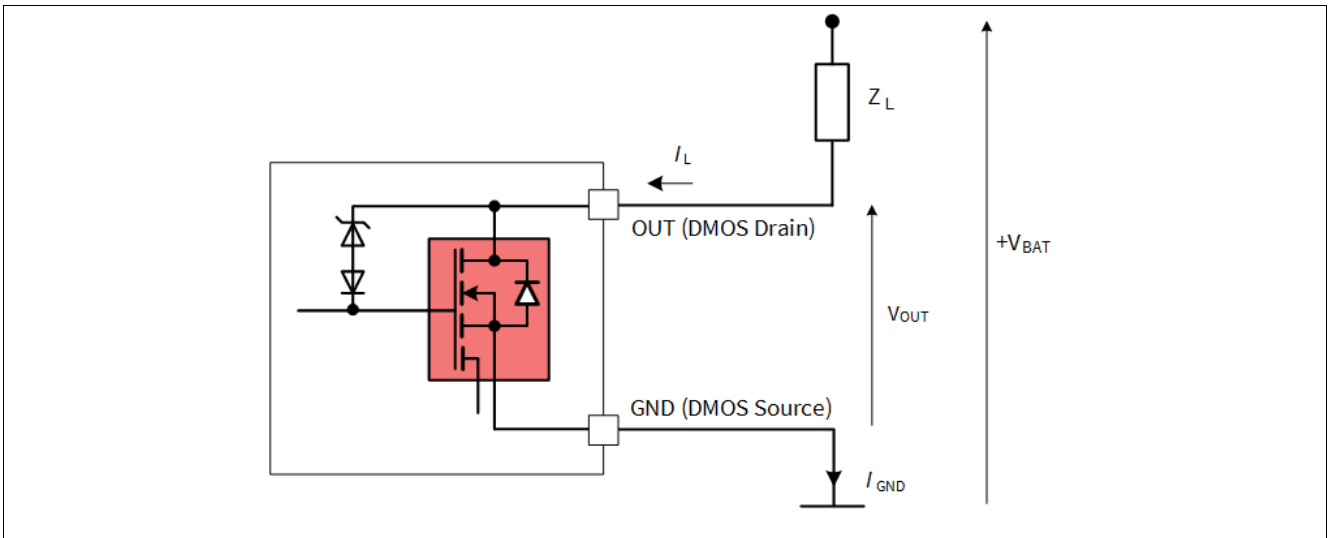 Z L
I L
OUT (DMOS Drain)
+VBAT
VOUT
GND (DMOS Source)
I GND